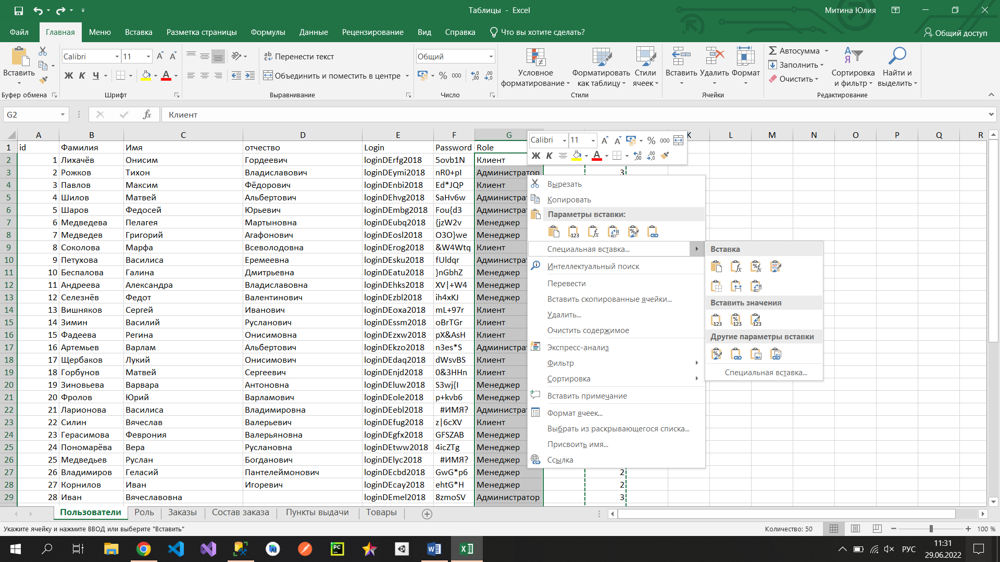 Таблицы - Excel
Митина Юлия
Файл Главная Меню Вставка Разметка страницы Формулы Данные Рецензирование Вид Справка Что вы хотите сделать? Общий доступ
Вставить
Буфер обмена
Calibri 11
Ж К Ч
Шрифт
Перенести текст
Объединить и поместить в центре
Выравнивание
Общий
% 000
Число
Условное форматирование
Форматировать как таблицу
Стили ячеек
Стили
Вставить Удалить Формат
Ячейки
Автосумма
Заполнить
Очистить
Сортировка и фильтр
Найти и выделить
Редактирование
G2 fx Клиент
A B C D E F G K L M N O P Q R
1 id Фамилия Имя отчество Login Password Role
2 1 Лихачёв Онисим Гордеевич loginDErfg2018 5ovb1N Клиент
3 2 Рожков Тихон Владиславович loginDEymi2018 nR0+pI Администратор 3
4 3 Павлов Максим Фёдорович loginDEnbi2018 Ed*JQP Клиент
5 4 Шилов Матвей Альбертович loginDEhvg2018 SaHv6w Администрат
6 5 Шаров Федосей Юрьевич loginDEmbg2018 Fou{d3 Администрат
7 6 Медведева Пелагея Мартыновна loginDEubq2018 {jzW2v Менеджер
8 7 Медведев Григорий Агафонович loginDEosl2018 O3O}we Менеджер
9 8 Соколова Марфа Всеволодовна loginDErog2018 &W4Wtq Клиент
10 9 Петухова Василиса Еремеевна loginDEsku2018 fUldqr Администрат
11 10 Беспалова Галина Дмитрьевна loginDEatu2018 }nGbhZ Менеджер
12 11 Андреева Александра Владиславовна loginDEhks2018 XV|+W4 Менеджер
13 12 Селезнёв Федот Валентинович loginDEzbl2018 ih4xKJ Менеджер
14 13 Вишняков Сергей Иванович loginDEoxa2018 mL+97r Клиент
15 14 Зимин Василий Русланович loginDEssm2018 oBrTGr Клиент
16 15 Фадеева Регина Онисимовна loginDEzxw2018 pX&AsH Клиент
17 16 Артемьев Варлам Альбертович loginDEkzo2018 n3es*S Администрат
18 17 Щербаков Лукий Онисимович loginDEdaq2018 dWsvBS Клиент
19 18 Горбунов Матвей Сергеевич loginDEnjd2018 0&3HHn Клиент
20 19 Зиновьева Варвара Антоновна loginDEluw2018 S3wj{I Менеджер
21 20 Фролов Юрий Варламович loginDEole2018 p+kvb6 Менеджер
22 21 Ларионова Василиса Владимировна loginDEebl2018 #ИМЯ? Администрат
23 22 Силин Вячеслав Валерьевич loginDEfug2018 z|6cXV Клиент
24 23 Герасимова Феврония Валерьяновна loginDEgfx2018 GFSZAB Менеджер
25 24 Пономарёва Вера Руслановна loginDEtww2018 4icZTg Менеджер
26 25 Медведьев Руслан Богданович loginDElyc2018 #ИМЯ? Менеджер
27 26 Владимиров Геласий Пантелеймонович loginDEcbd2018 GwG*p6 Менеджер 2
28 27 Корнилов Иван Игоревич loginDEcay2018 ehtG*H Менеджер 2
29 28 Иван Вячеславовна loginDEmel2018 8zmoSV Администратор 3
Calibri 11 % 000
Ж К
Вырезать
Копировать
Параметры вставки:
Специальная вставка...
Интеллектуальный поиск
Перевести
Вставить скопированные ячейки...
Удалить...
Очистить содержимое
Экспресс-анализ
Фильтр
Сортировка
Вставить примечание
Формат ячеек...
Выбрать из раскрывающегося списка...
Присвоить имя...
Ссылка
Вставка
Вставить значения
Другие параметры вставки
Специальная вставка...
Пользователи Роль Заказы Состав заказа Пункты выдачи Товары
Укажите ячейку и нажмите ВВОД или выберите "Вставить"
Количество: 50
100 %
РУС
11:31
29.06.2022